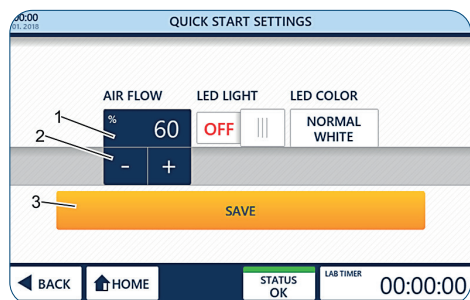 00:00
01. 2018
QUICK START SETTINGS
AIR FLOW
LED LIGHT
LED COLOR
1
% 60
OFF
NORMAL
WHITE
2
- +
3
SAVE
BACK
HOME
STATUS
OK
LAB TIMER
00:00:00